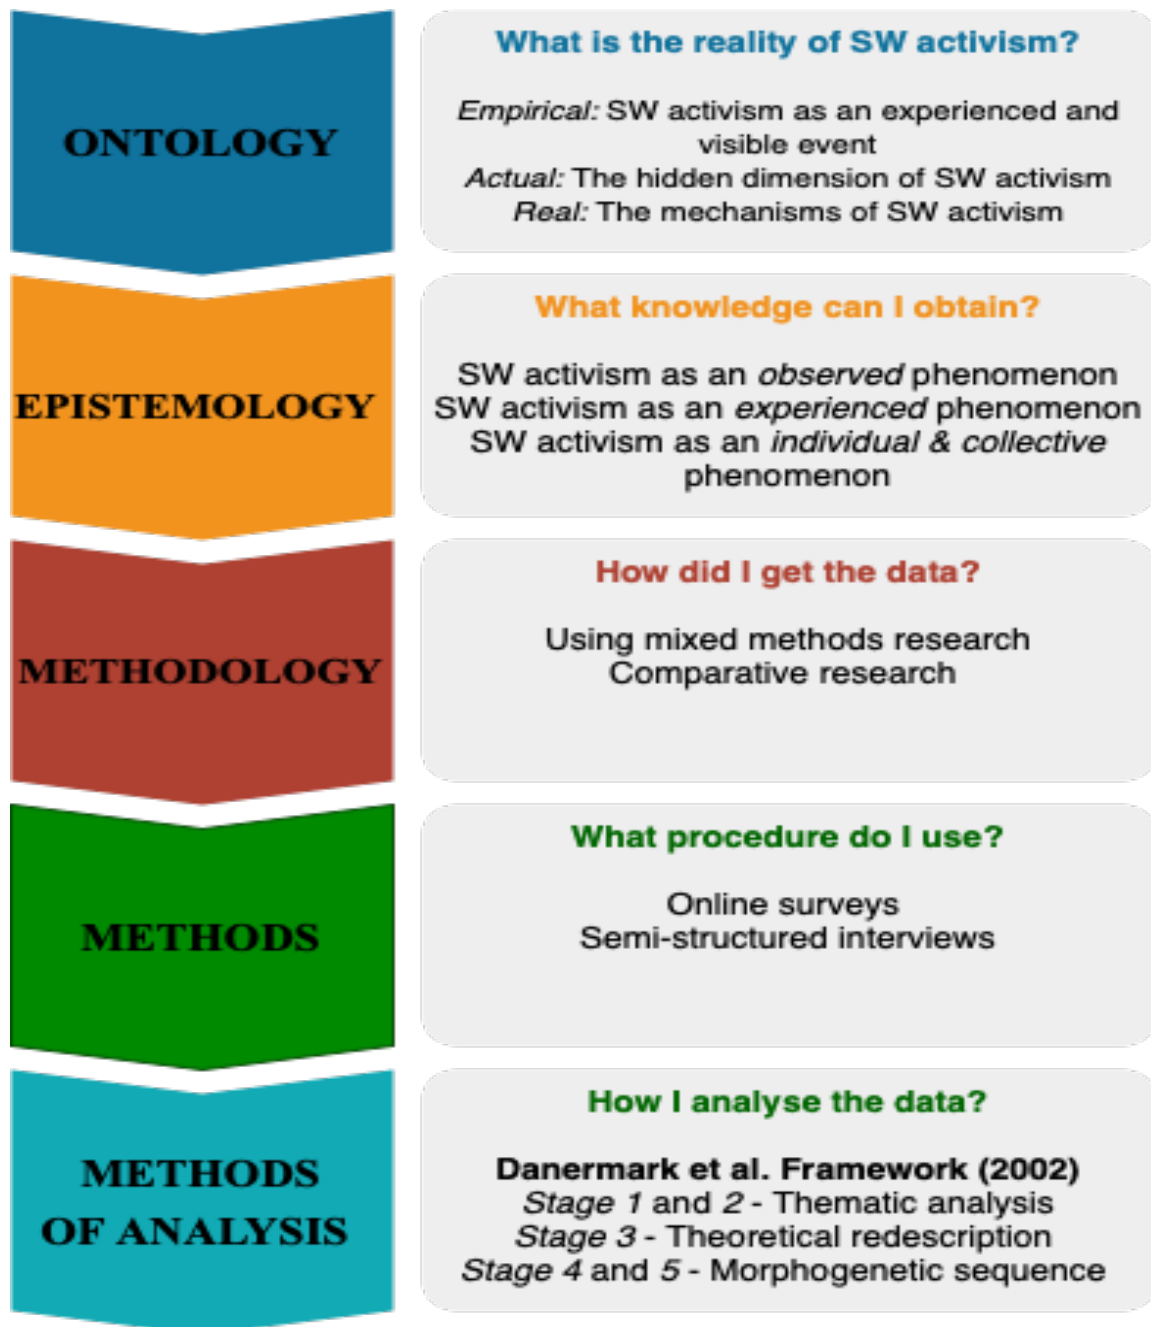 ONTOLOGY
What is the reality of SW activism?
Empirical: SW activism as an experienced and
visible event
Actual: The hidden dimension of SW activism
Real: The mechanisms of SW activism
EPISTEMOLOGY
What knowledge can I obtain?
SW activism as an observed phenomenon
SW activism as an experienced phenomenon
SW activism as an individual & collective
phenomenon
METHODOLOGY
How did I get the data?
Using mixed methods research
Comparative research
METHODS
What procedure do I use?
Online surveys
Semi-structured interviews
METHODS
OF ANALYSIS
How I analyse the data?
Danermark et al. Framework (2002)
Stage 1 and 2 - Thematic analysis
Stage 3 - Theoretical redescription
Stage 4 and 5 - Morphogenetic sequence